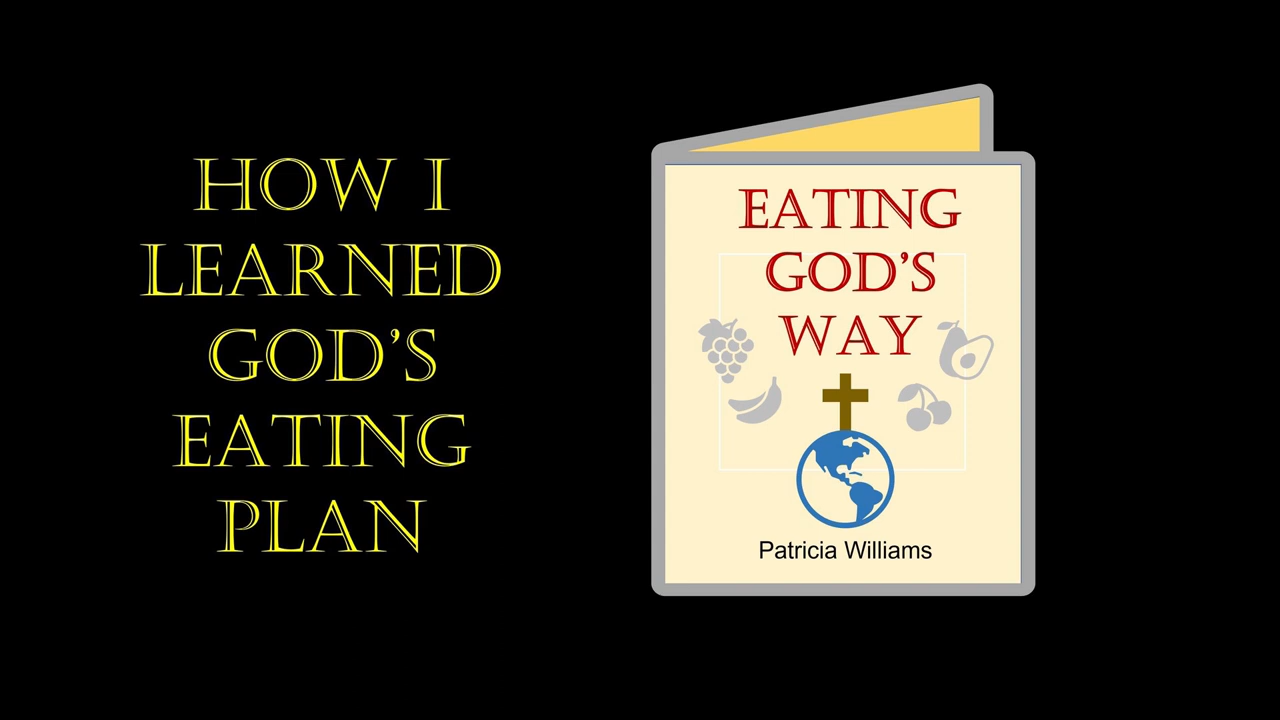 HOW I
LEARNED
GOD'S
EATING
PLAN
EATING
GOD'S
WAY
Patricia Williams